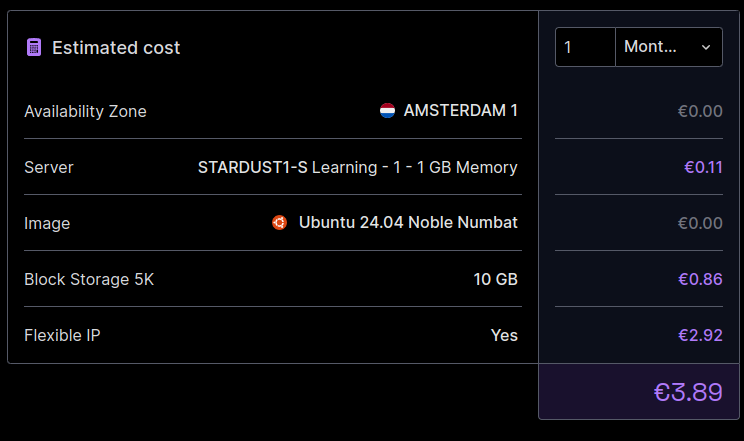 Estimated cost
1 Mont...
Availability Zone AMSTERDAM 1 €0.00
Server STARDUST1-S Learning - 1 - 1 GB Memory €0.11
Image Ubuntu 24.04 Noble Numbat €0.00
Block Storage 5K 10 GB €0.86
Flexible IP Yes €2.92
€3.89